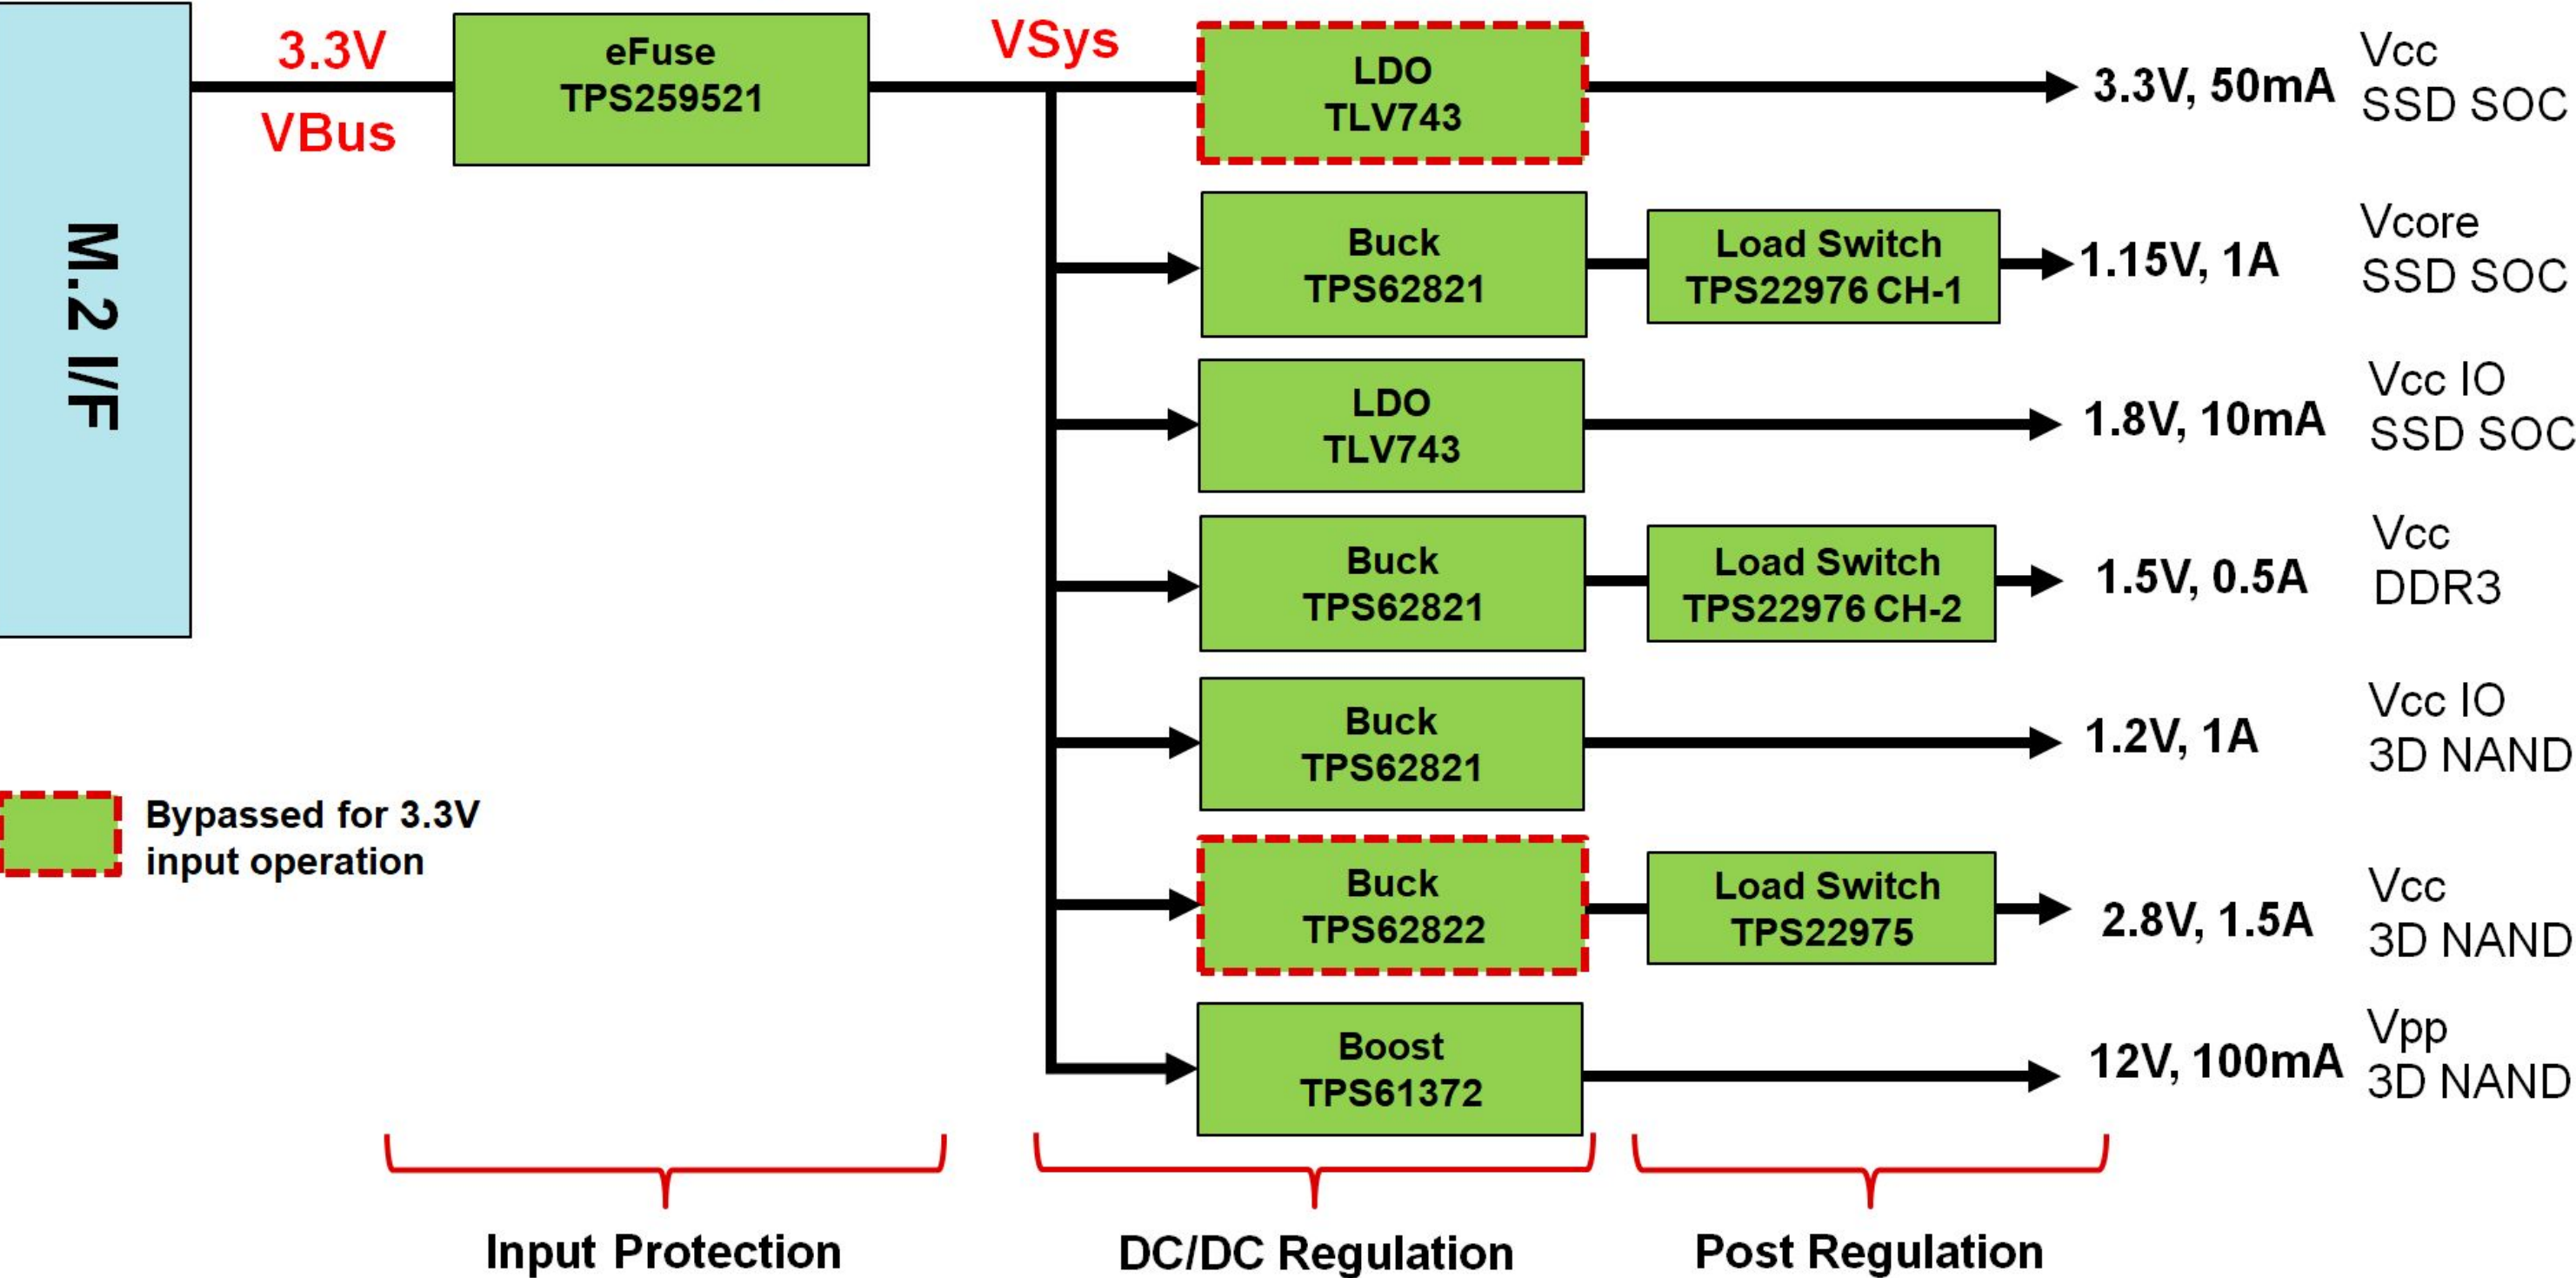 M.2 I/F
3.3V
VBus
eFuse
TPS259521
VSys
LDO
TLV743
3.3V, 50mA
Vcc
SSD SOC
Buck
TPS62821
Load Switch
TPS22976 CH-1
1.15V, 1A
Vcore
SSD SOC
LDO
TLV743
1.8V, 10mA
Vcc IO
SSD SOC
Buck
TPS62821
Load Switch
TPS22976 CH-2
1.5V, 0.5A
Vcc
DDR3
Buck
TPS62821
1.2V, 1A
Vcc IO
3D NAND
Bypassed for 3.3V
input operation
Buck
TPS62822
Load Switch
TPS22975
2.8V, 1.5A
Vcc
3D NAND
Boost
TPS61372
12V, 100mA
Vpp
3D NAND
Input Protection
DC/DC Regulation
Post Regulation